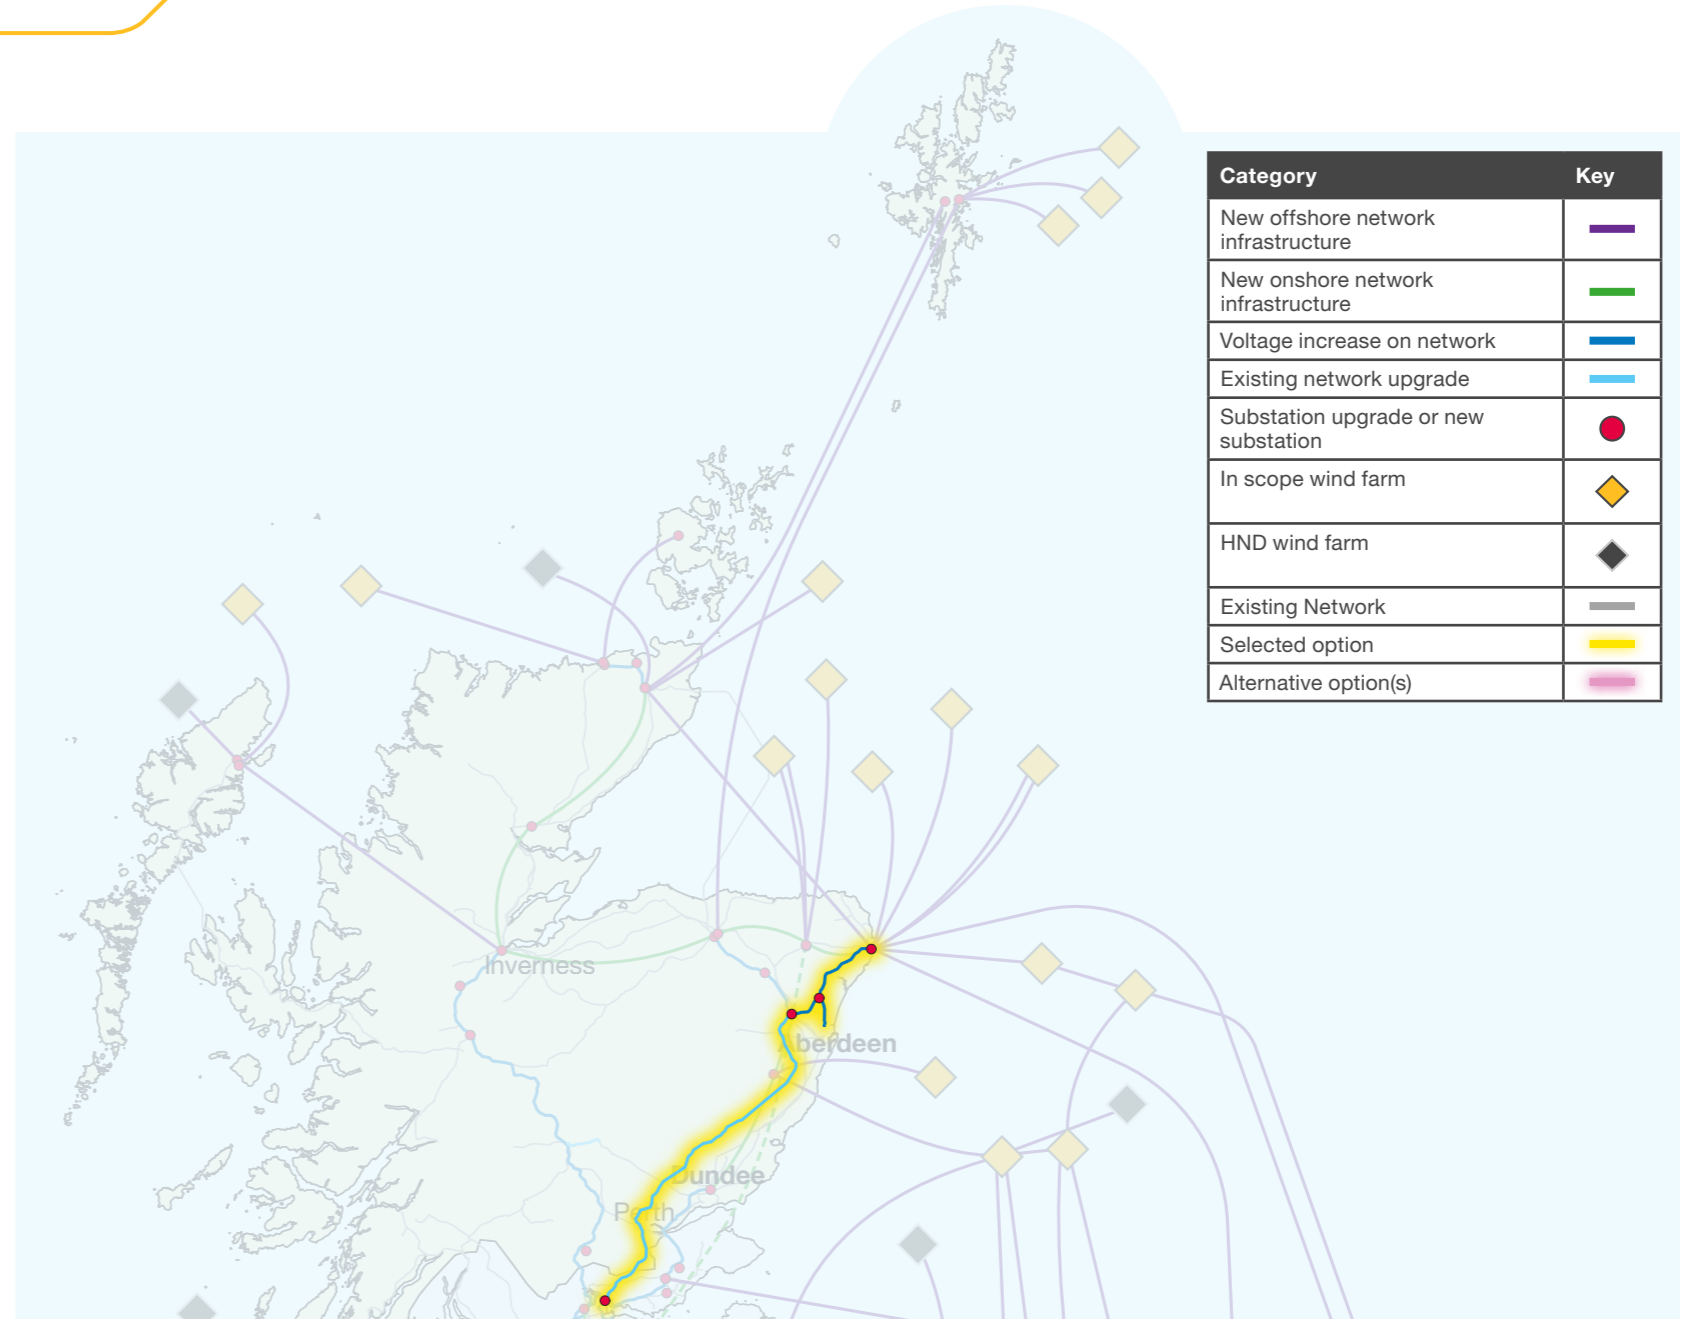 Category Key
New offshore network
infrastructure
New onshore network
infrastructure
Voltage increase on network
Existing network upgrade
Substation upgrade or new
substation
In scope wind farm
HND wind farm
Existing Network
Selected option
Alternative option(s)
Inverness
Aberdeen
Dundee
Perth